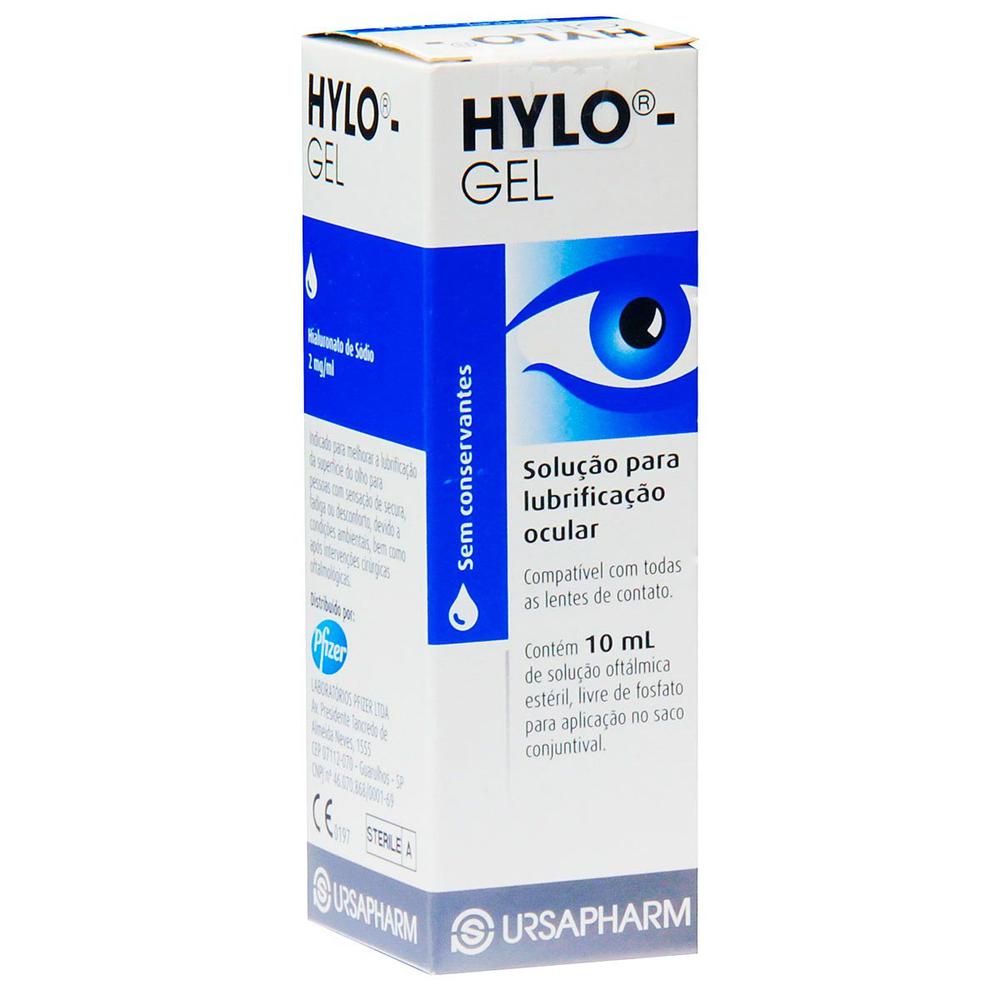 HYLO®-
GEL
HYLO®-
GEL
Hialuronato de Sódio
2 mg/ml
Indicado para melhorar a lubrificação
da superfície do olho para
pessoas com sensação de secura,
fadiga ou desconforto, devido a
condições ambientais, bem como
após intervenções cirúrgicas
oftalmológicas.
Distribuído por:
Pfizer
LABORATÓRIOS PFIZER LTDA
Av. Presidente Tancredo de
Almeida Neves, 1555
CEP 07112-070 - Guarulhos - SP
CNPJ nº 46.070.868/0001-69
CE 0197
STERILE A
URSAPHARM
HYLO®-
GEL
Sem conservantes
Solução para
lubrificação
ocular
Compatível com todas
as lentes de contato.
Contém 10 mL
de solução oftálmica
estéril, livre de fosfato
para aplicação no saco
conjuntival.
URSAPHARM